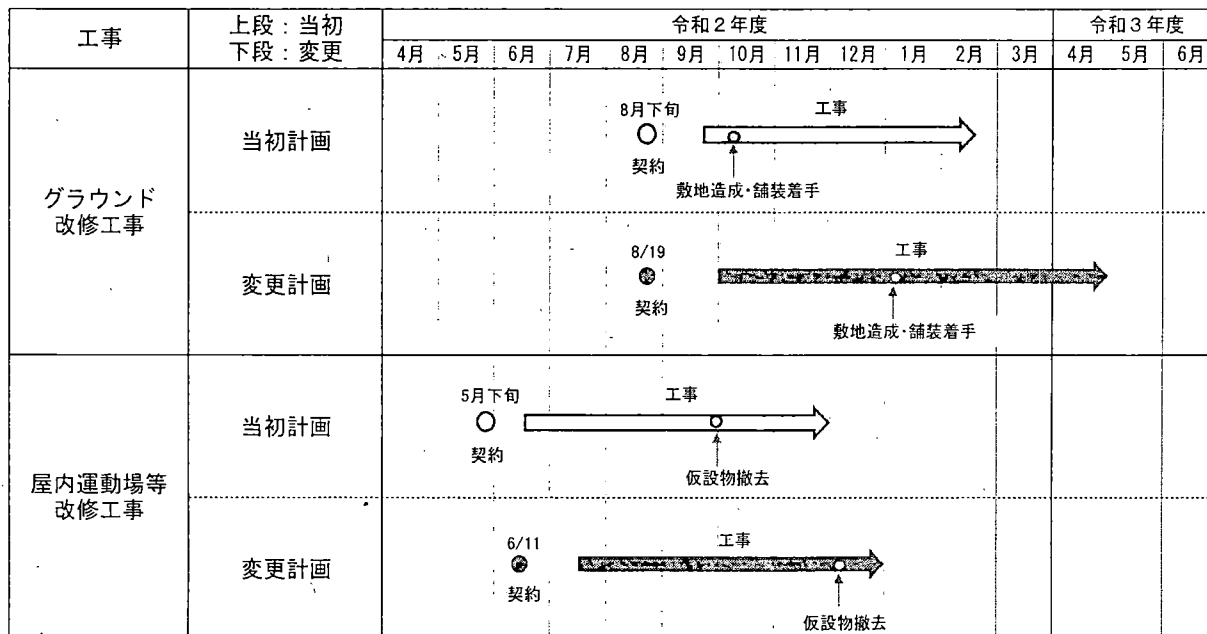 工事
上段：当初
下段：変更
令和２年度
令和３年度
4月 5月 6月 7月 8月 9月 10月 11月 12月 1月 2月 3月 4月 5月 6月
グラウンド
改修工事
当初計画
8月下旬
契約
工事
敷地造成・舗装着手
変更計画
8/19
契約
工事
敷地造成・舗装着手
屋内運動場等
改修工事
当初計画
5月下旬
契約
工事
仮設物撤去
変更計画
6/11
契約
工事
仮設物撤去